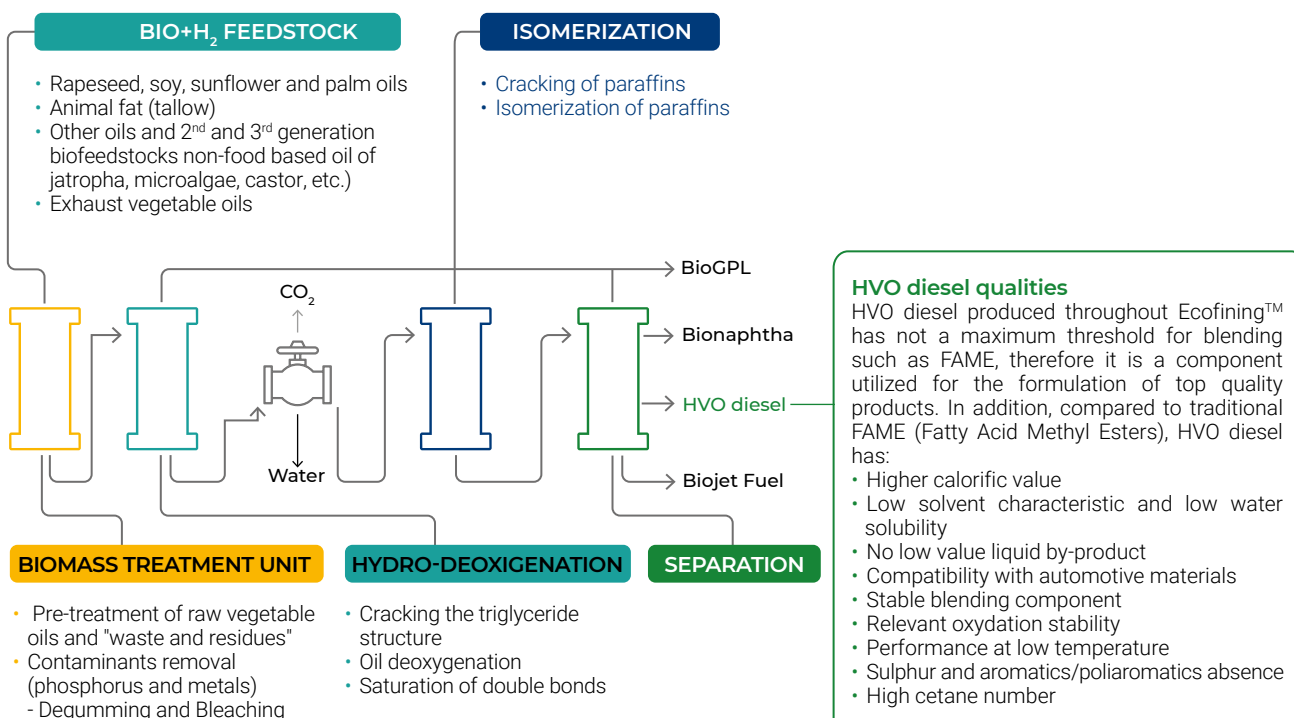 BIO+H₂ FEEDSTOCK
• Rapeseed, soy, sunflower and palm oils
• Animal fat (tallow)
• Other oils and 2nd and 3rd generation
biofeedstocks non-food based oil of
jatropha, microalgae, castor, etc.)
• Exhaust vegetable oils
ISOMERIZATION
• Cracking of paraffins
• Isomerization of paraffins
CO₂
Water
BioGPL
Bionaphtha
HVO diesel
Biojet Fuel
BIOMASS TREATMENT UNIT
• Pre-treatment of raw vegetable
oils and "waste and residues"
• Contaminants removal
(phosphorus and metals)
- Degumming and Bleaching
HYDRO-DEOXIGENATION
• Cracking the triglyceride
structure
• Oil deoxygenation
• Saturation of double bonds
SEPARATION
HVO diesel qualities
HVO diesel produced throughout Ecofining™
has not a maximum threshold for blending
such as FAME, therefore it is a component
utilized for the formulation of top quality
products. In addition, compared to traditional
FAME (Fatty Acid Methyl Esters), HVO diesel
has:
• Higher calorific value
• Low solvent characteristic and low water
solubility
• No low value liquid by-product
• Compatibility with automotive materials
• Stable blending component
• Relevant oxydation stability
• Performance at low temperature
• Sulphur and aromatics/poliaromatics absence
• High cetane number